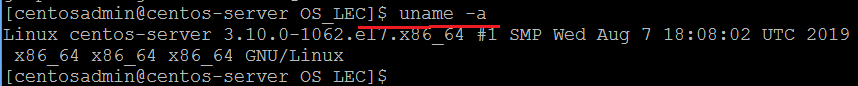 [centosadmin@centos-server OS_LEC]$ uname -a
Linux centos-server 3.10.0-1062.el7.x86_64 #1 SMP Wed Aug 7 18:08:02 UTC 2019
 x86_64 x86_64 x86_64 GNU/Linux
[centosadmin@centos-server OS_LEC]$